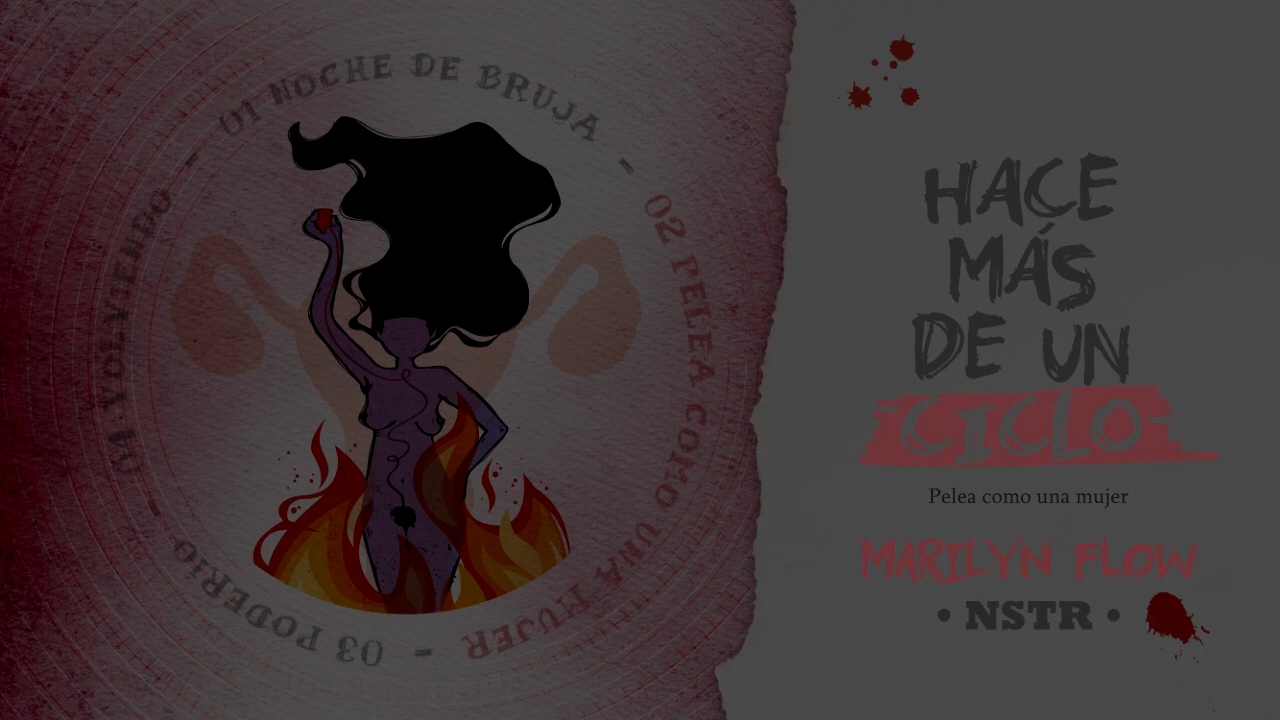 01 NOCHE DE BRUJA -
02 PELEA COMO UNA MUJER -
03 PODERÍO -
04 VOLVIENDO -
HACE
MÁS
DE UN
CICLO
Pelea como una mujer
MARILYN FLOW
• NSTR •